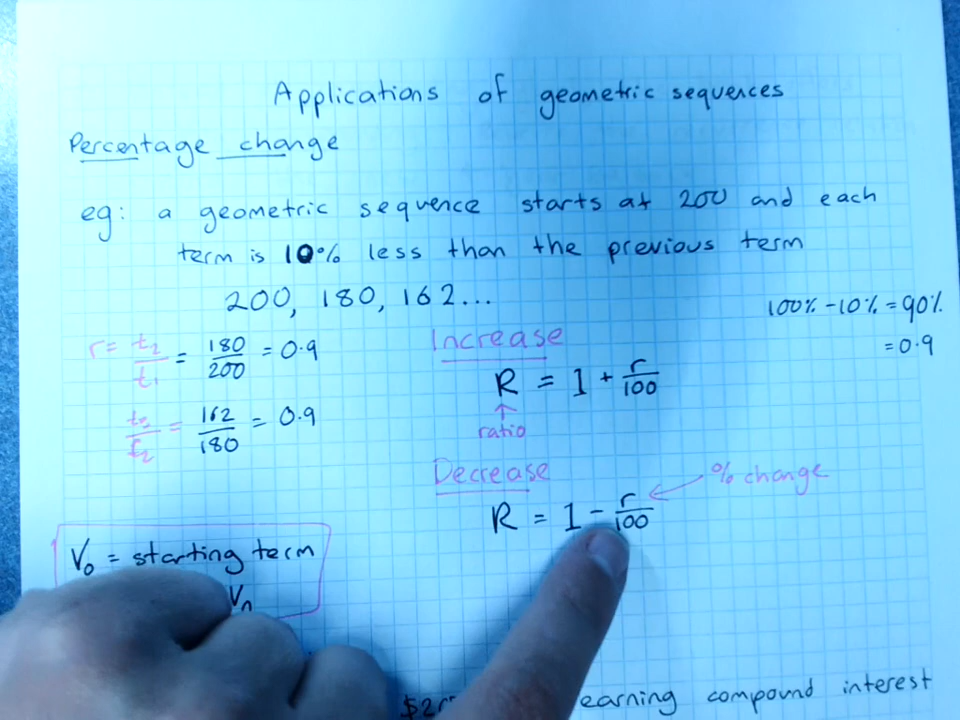 Applications of geometric sequences
Percentage change
eg: a geometric sequence starts at 200 and each
term is 10% less than the previous term
200, 180, 162...
100% - 10% = 90%
= 0.9
r = t2/t1 = 180/200 = 0.9
= 162/180 = 0.9
Increase
R = 1 + r/100
ratio
Decrease
% change
R = 1 - r/100
V0 = starting term
Vn
earning compound interest